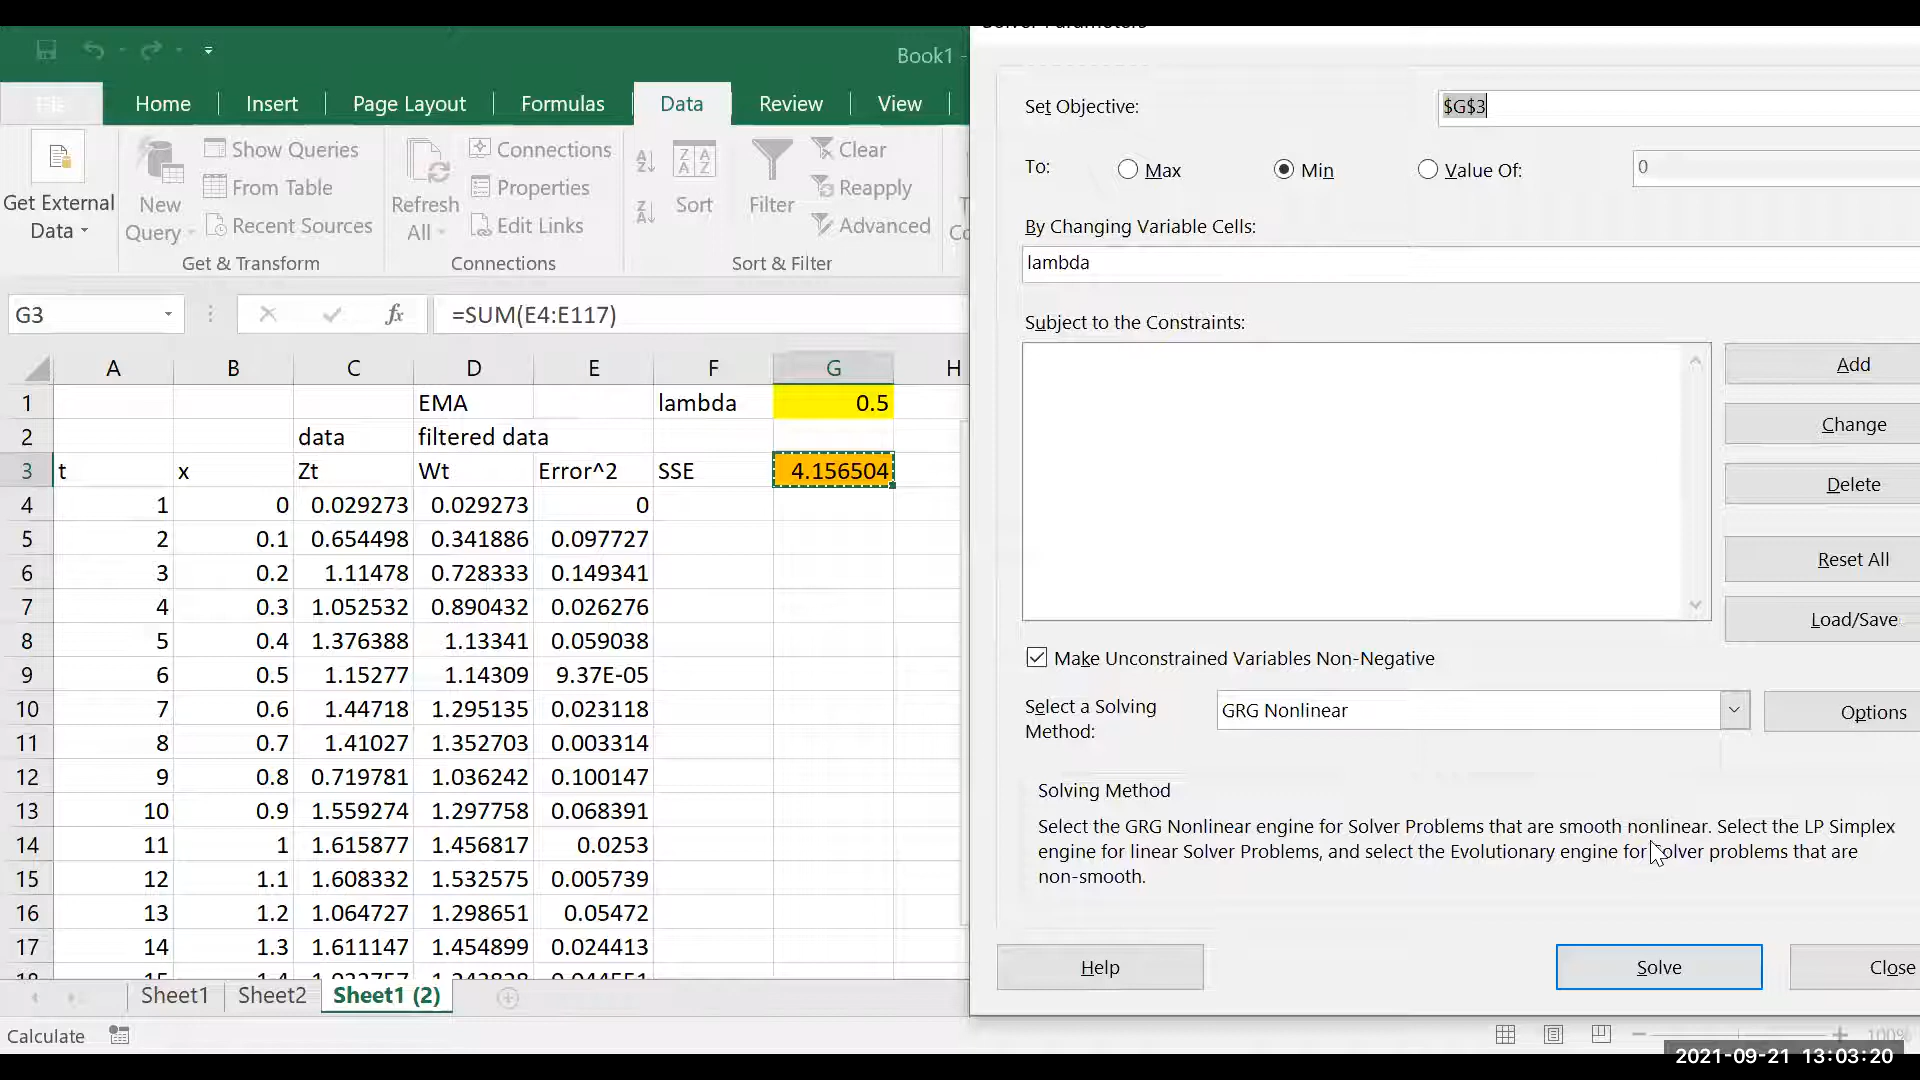 Book1 -
Home Insert Page Layout Formulas Data Review View
Get External Data
New Query
Show Queries
From Table
Recent Sources
Get & Transform
Refresh All
Connections
Properties
Edit Links
Connections
Sort
Filter
Clear
Reapply
Advanced
Sort & Filter
G3 fx =SUM(E4:E117)
A B C D E F G H
1 EMA lambda 0.5
2 data filtered data
3 t x Zt Wt Error^2 SSE 4.156504
4 1 0 0.029273 0.029273 0
5 2 0.1 0.654498 0.341886 0.097727
6 3 0.2 1.11478 0.728333 0.149341
7 4 0.3 1.052532 0.890432 0.026276
8 5 0.4 1.376388 1.13341 0.059038
9 6 0.5 1.15277 1.14309 9.37E-05
10 7 0.6 1.44718 1.295135 0.023118
11 8 0.7 1.41027 1.352703 0.003314
12 9 0.8 0.719781 1.036242 0.100147
13 10 0.9 1.559274 1.297758 0.068391
14 11 1 1.615877 1.456817 0.0253
15 12 1.1 1.608332 1.532575 0.005739
16 13 1.2 1.064727 1.298651 0.05472
17 14 1.3 1.611147 1.454899 0.024413
Sheet1 Sheet2 Sheet1 (2)
Calculate
Set Objective: $G$3
To: Max Min Value Of: 0
By Changing Variable Cells:
lambda
Subject to the Constraints:
Add
Change
Delete
Reset All
Load/Save
Make Unconstrained Variables Non-Negative
Select a Solving Method: GRG Nonlinear Options
Solving Method
Select the GRG Nonlinear engine for Solver Problems that are smooth nonlinear. Select the LP Simplex
engine for linear Solver Problems, and select the Evolutionary engine for Solver problems that are
non-smooth.
Help Solve Close
100%
2021-09-21 13:03:20